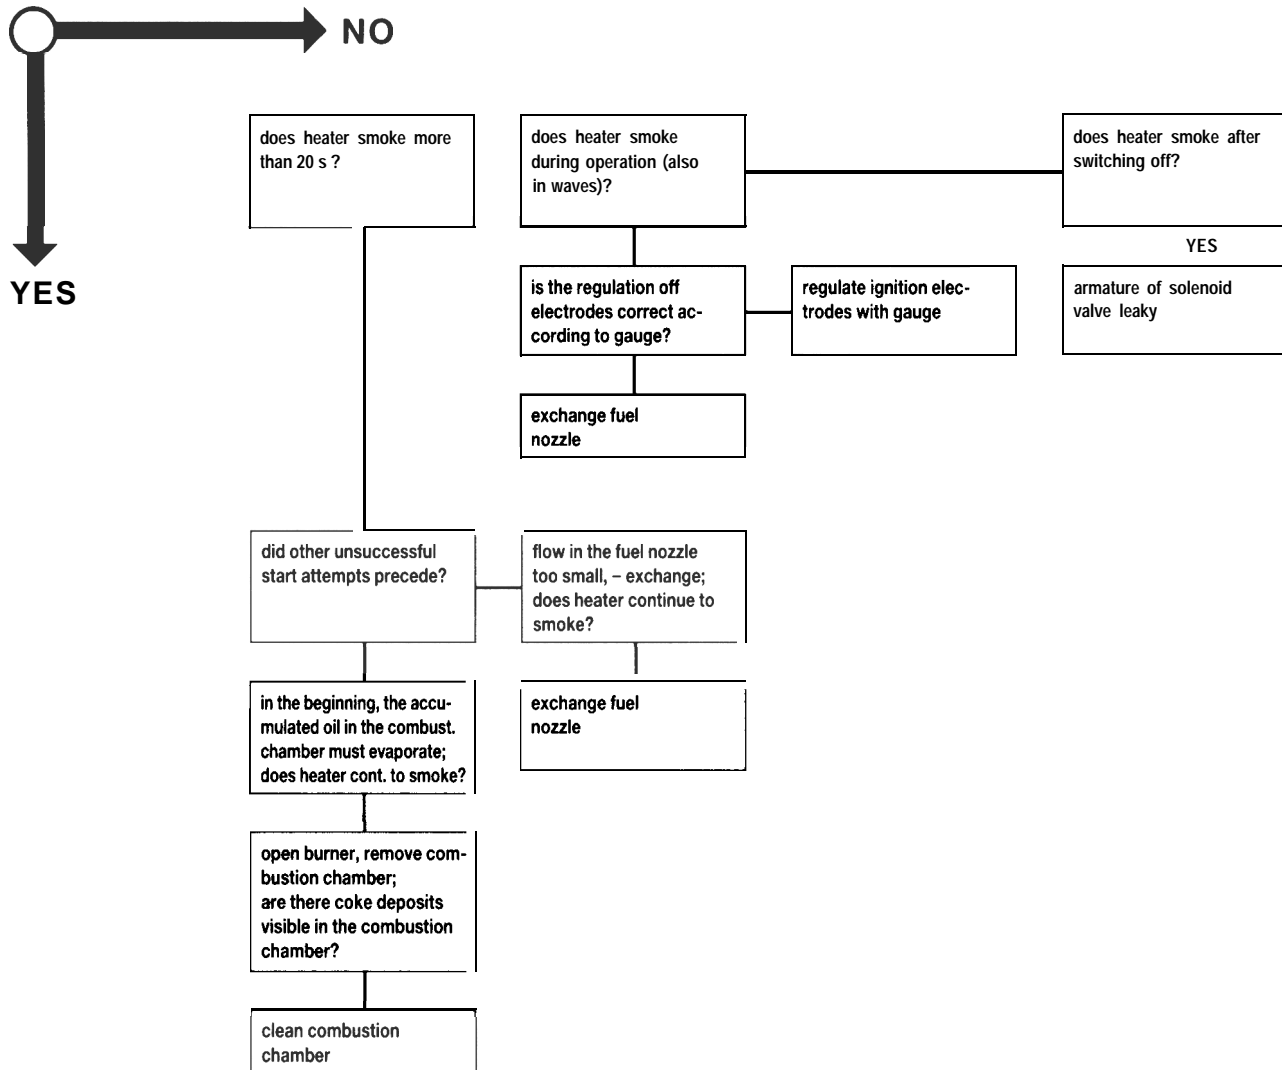 NO
YES
does heater smoke more
than 20 s ?
does heater smoke
during operation (also
in waves)?
does heater smoke after
switching off?
YES
is the regulation off
electrodes correct ac-
cording to gauge?
regulate ignition elec-
trodes with gauge
armature of solenoid
valve leaky
exchange fuel
nozzle
did other unsuccessful
start attempts precede?
flow in the fuel nozzle
too small, – exchange;
does heater continue to
smoke?
in the beginning, the accu-
mulated oil in the combust.
chamber must evaporate;
does heater cont. to smoke?
exchange fuel
nozzle
open burner, remove com-
bustion chamber;
are there coke deposits
visible in the combustion
chamber?
clean combustion
chamber